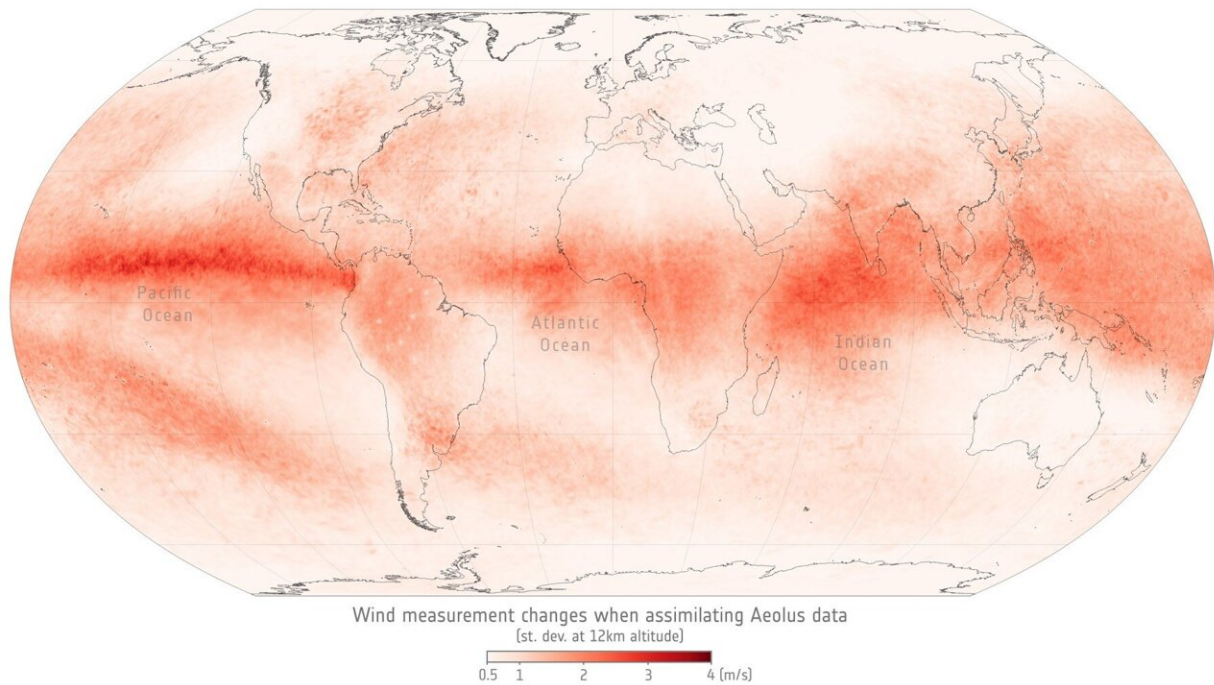 Pacific
Ocean
Atlantic
Ocean
Indian
Ocean
Wind measurement changes when assimilating Aeolus data
(st. dev. at 12km altitude)
0.5 1 2 3 4 (m/s)